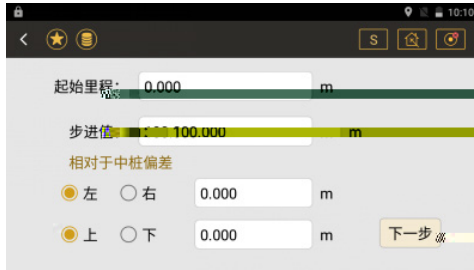 10:10
S
起始里程: 0.000 m
步进值: 100.000 m
相对于中桩偏差
左 右 0.000 m
上 下 0.000 m 下一步